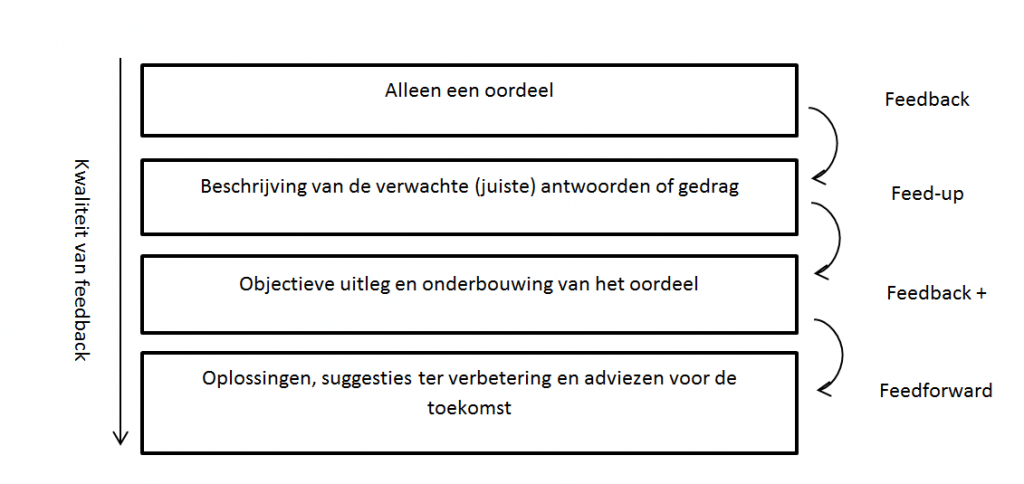 Alleen een oordeel
Feedback
Beschrijving van de verwachte (juiste) antwoorden of gedrag
Feed-up
Objectieve uitleg en onderbouwing van het oordeel
Feedback +
Oplossingen, suggesties ter verbetering en adviezen voor de
toekomst
Feedforward
Kwaliteit van feedback